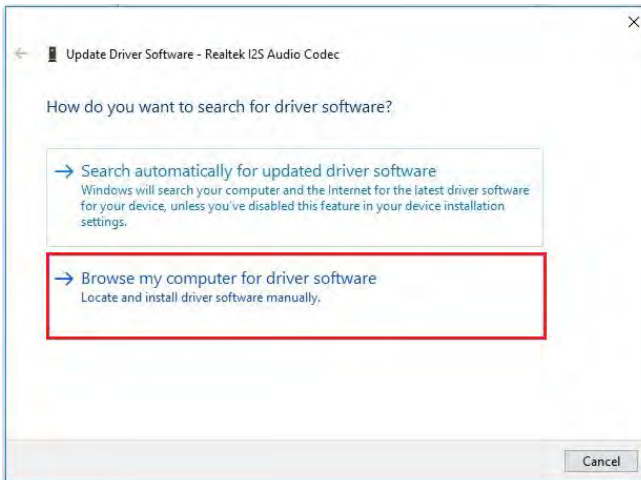 Update Driver Software - Realtek I2S Audio Codec
How do you want to search for driver software?
Search automatically for updated driver software
Windows will search your computer and the Internet for the latest driver software
for your device, unless you've disabled this feature in your device installation
settings.
Browse my computer for driver software
Locate and install driver software manually.
Cancel